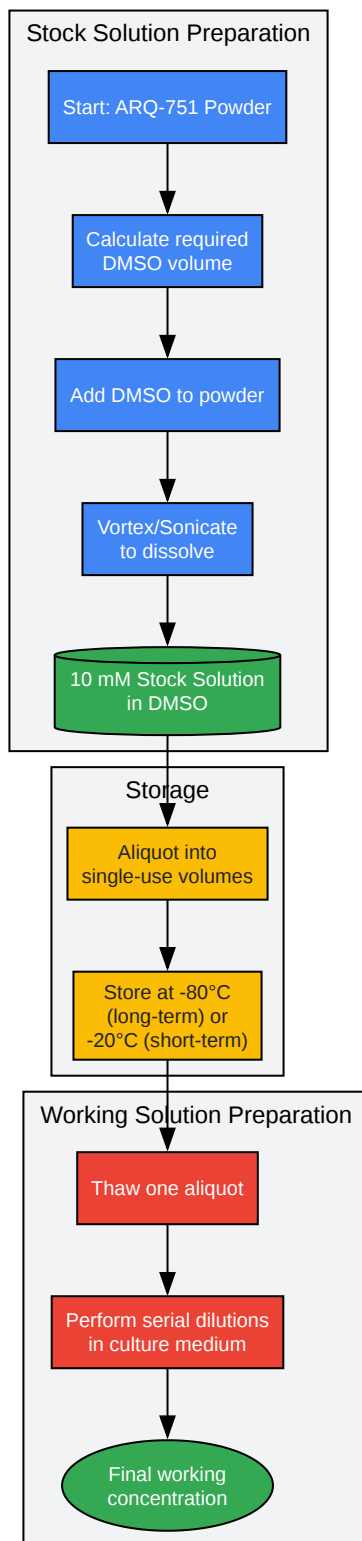 Stock Solution Preparation
Start: ARQ-751 Powder
Calculate required
DMSO volume
Add DMSO to powder
Vortex/Sonicate
to dissolve
10 mM Stock Solution
in DMSO
Storage
Aliquot into
single-use volumes
Store at -80°C
(long-term) or
-20°C (short-term)
Working Solution Preparation
Thaw one aliquot
Perform serial dilutions
in culture medium
Final working
concentration